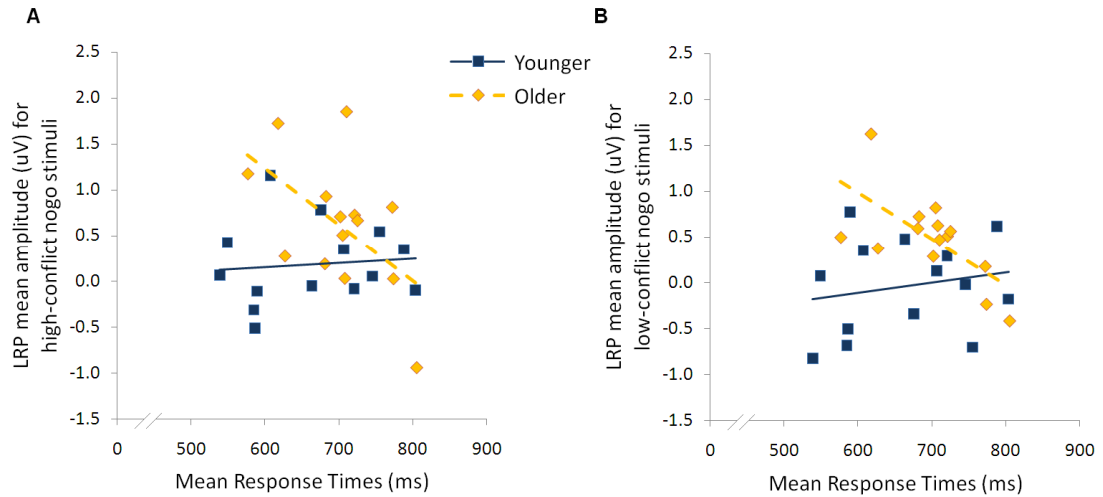 A
LRP mean amplitude (uV) for
high-conflict nogo stimuli
2.5
2.0
1.5
1.0
0.5
0.0
-0.5
-1.0
-1.5
0 500 600 700 800 900
Mean Response Times (ms)
Younger
Older
B
LRP mean amplitude (uV) for
low-conflict nogo stimuli
2.5
2.0
1.5
1.0
0.5
0.0
-0.5
-1.0
-1.5
0 500 600 700 800 900
Mean Response Times (ms)